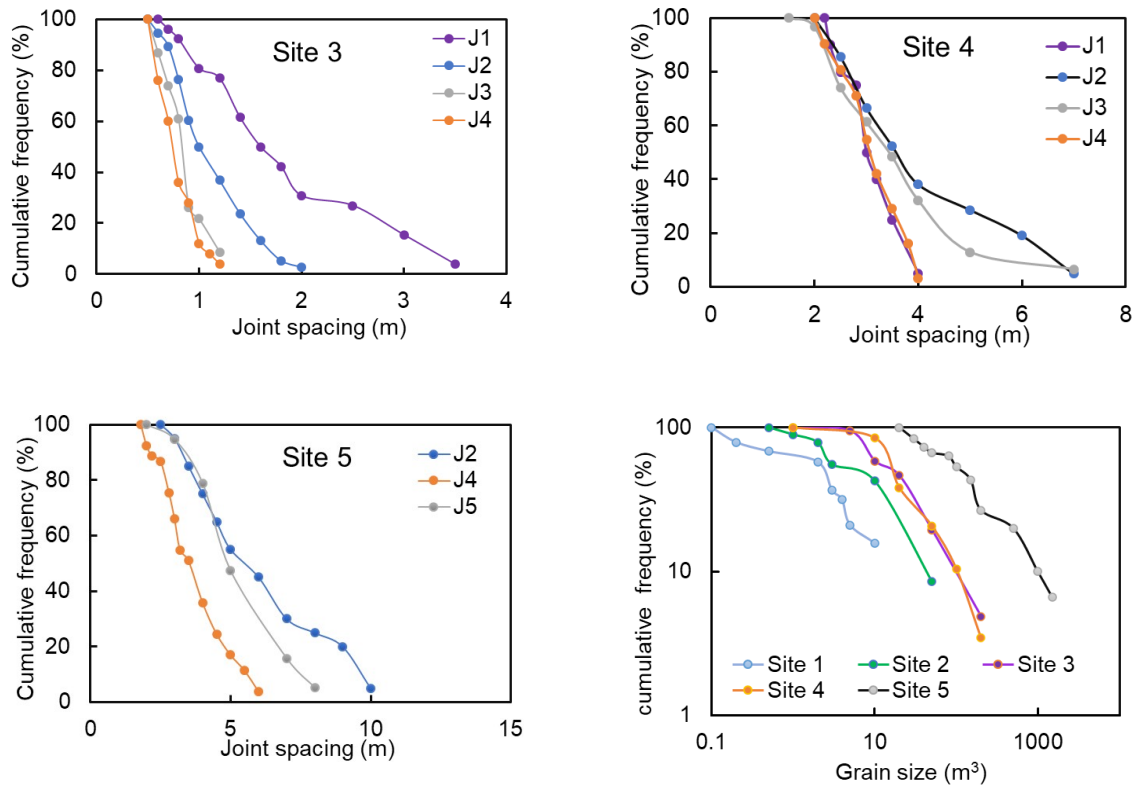 Site 3
Cumulative frequency (%)
100
80
60
40
20
0
0
1
2
3
4
Joint spacing (m)
J1
J2
J3
J4
Site 4
Cumulative frequency (%)
100
80
60
40
20
0
0
2
4
6
8
Joint spacing (m)
J1
J2
J3
J4
Site 5
Cumulative frequency (%)
100
80
60
40
20
0
0
5
10
15
Joint spacing (m)
J2
J4
J5
cumulative frequency (%)
100
10
1
0.1
10
1000
Grain size (m³)
Site 1
Site 2
Site 3
Site 4
Site 5